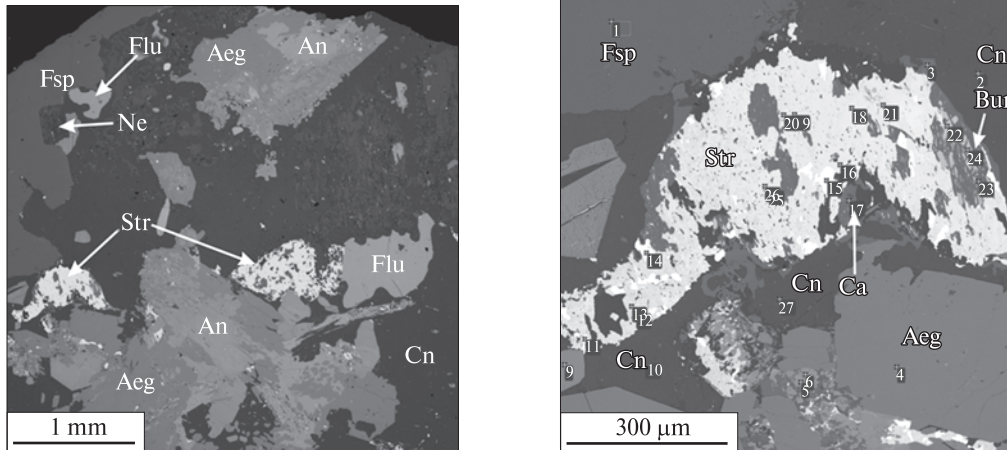 Flu
Fsp
Ne
Aeg
An
Str
Flu
An
Cn
Aeg
1 mm
1
Fsp
3
Cn
2
Bur
20 9
18
21
22
Str
24
16
15
23
26
25
17
14
Cn
Ca
27
13
12
11
Cn 10
Aeg
9
4
6
5
300 µm